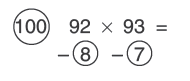 100 92 × 93 =
– 8 – 7